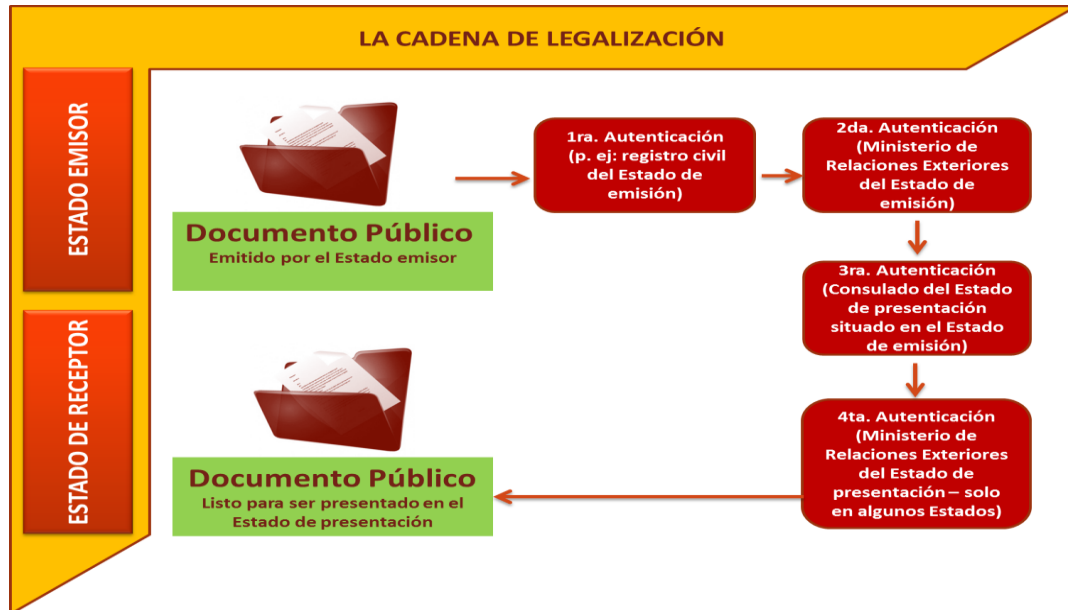 LA CADENA DE LEGALIZACIÓN
ESTADO EMISOR
Documento Público
Emitido por el Estado emisor
1ra. Autenticación
(p. ej: registro civil
del Estado de
emisión)
2da. Autenticación
(Ministerio de
Relaciones Exteriores
del Estado de
emisión)
3ra. Autenticación
(Consulado del Estado
de presentación
situado en el Estado
de emisión)
4ta. Autenticación
(Ministerio de
Relaciones Exteriores
del Estado de
presentación – solo
en algunos Estados)
ESTADO DE RECEPTOR
Documento Público
Listo para ser presentado en el
Estado de presentación